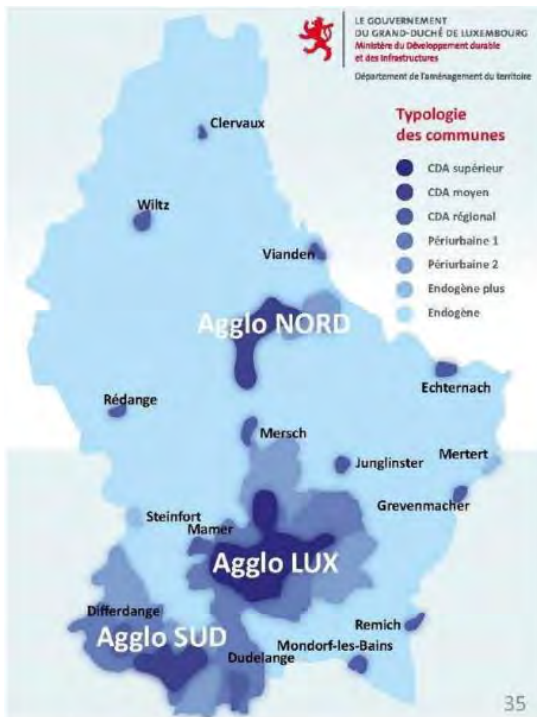 LE GOUVERNEMENT
DU GRAND-DUCHÉ DE LUXEMBOURG
Ministère du Développement durable
et des Infrastructures
Département de l'aménagement du territoire
Typologie
des communes
CDA supérieur
CDA moyen
CDA régional
Périurbaine 1
Périurbaine 2
Endogène plus
Endogène
Clervaux
Wiltz
Vianden
Agglo NORD
Echternach
Rédange
Mersch
Junglinster
Mertert
Grevenmacher
Steinfort
Mamer
Agglo LUX
Differdange
Agglo SUD
Remich
Mondorf-les-Bains
Dudelange
35